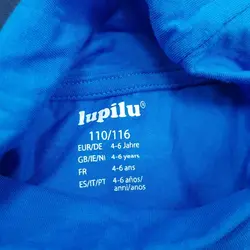 lupilu®
110/116
EUR/DE 4-6 Jahre
GB/IE/NI 4-6 years
FR 4-6 ans
ES/IT/PT 4-6 años/
anni/anos